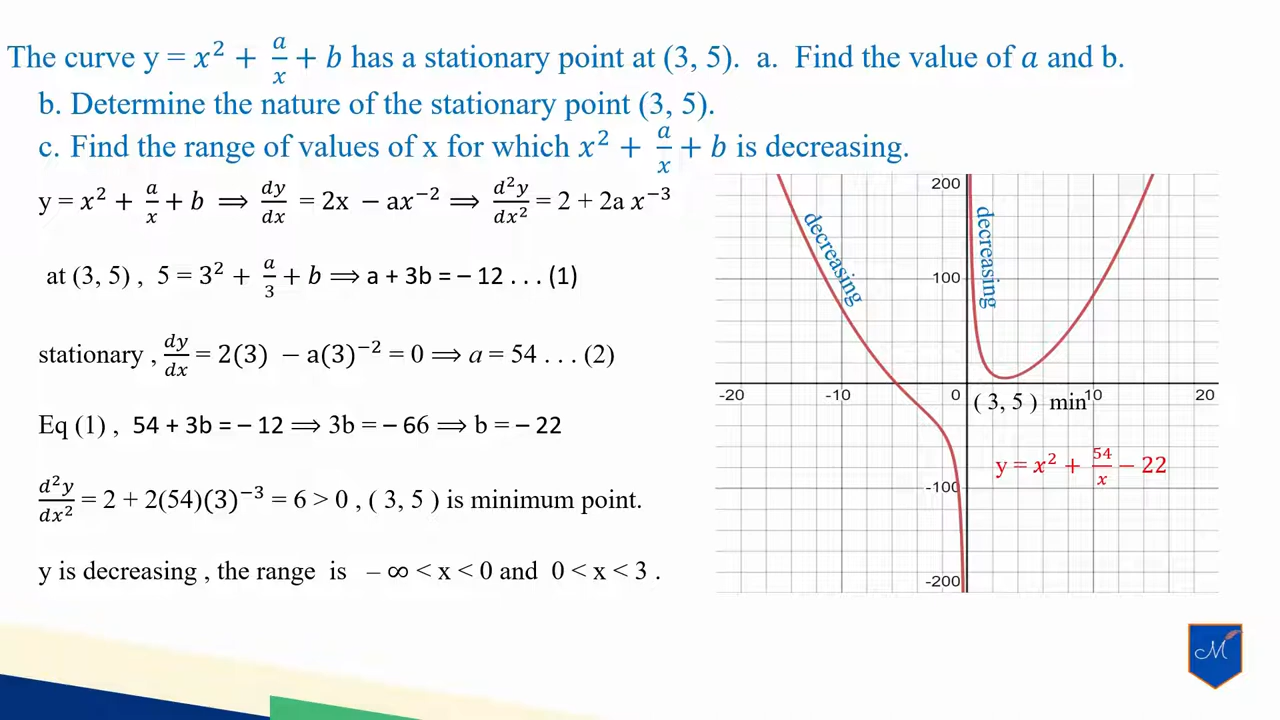 The curve y = x² + a/x + b has a stationary point at (3, 5). a. Find the value of a and b.
b. Determine the nature of the stationary point (3, 5).
c. Find the range of values of x for which x² + a/x + b is decreasing.
y = x² + a/x + b ⟹ dy/dx = 2x − ax⁻² ⟹ d²y/dx² = 2 + 2a x⁻³
at (3, 5) , 5 = 3² + a/3 + b ⟹ a + 3b = – 12 . . . (1)
stationary , dy/dx = 2(3) − a(3)⁻² = 0 ⟹ a = 54 . . . (2)
Eq (1) , 54 + 3b = – 12 ⟹ 3b = – 66 ⟹ b = – 22
d²y/dx² = 2 + 2(54)(3)⁻³ = 6 > 0 , ( 3, 5 ) is minimum point.
y is decreasing , the range is – ∞ < x < 0 and 0 < x < 3 .
200
decreasing
decreasing
100
-20
-10
0
10
20
( 3, 5 ) min
y = x² + 54/x − 22
-100
-200
M